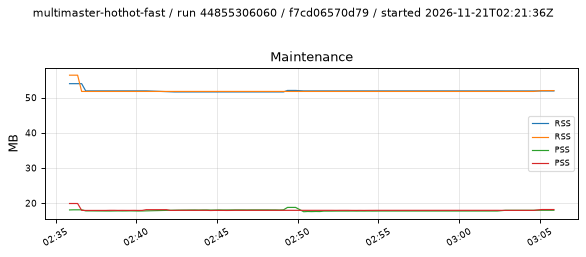 multimaster-hothot-fast / run 44855306060 / f7cd06570d79 / started 2026-11-21T02:21:36Z
Maintenance
MB
50
40
30
20
RSS
RSS
PSS
PSS
02:35
02:40
02:45
02:50
02:55
03:00
03:05